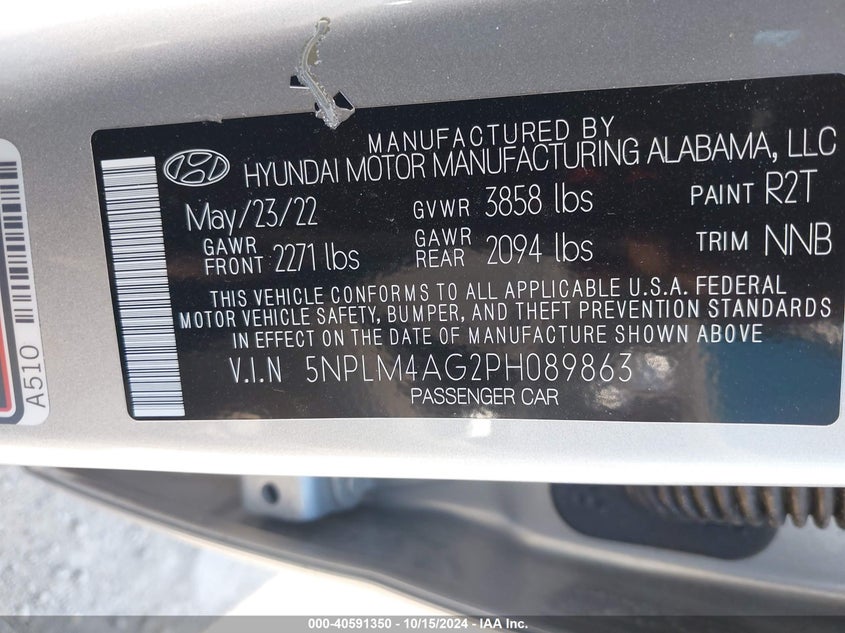 MANUFACTURED BY
HYUNDAI MOTOR MANUFACTURING ALABAMA, LLC
May/23/22 GVWR 3858 lbs PAINT R2T
GAWR FRONT 2271 lbs GAWR REAR 2094 lbs TRIM NNB
THIS VEHICLE CONFORMS TO ALL APPLICABLE U.S.A. FEDERAL
MOTOR VEHICLE SAFETY, BUMPER, AND THEFT PREVENTION STANDARDS
IN EFFECT ON THE DATE OF MANUFACTURE SHOWN ABOVE
V.I.N 5NPLM4AG2PH089863
PASSENGER CAR
A510
000-40591350 - 10/15/2024 - IAA Inc.